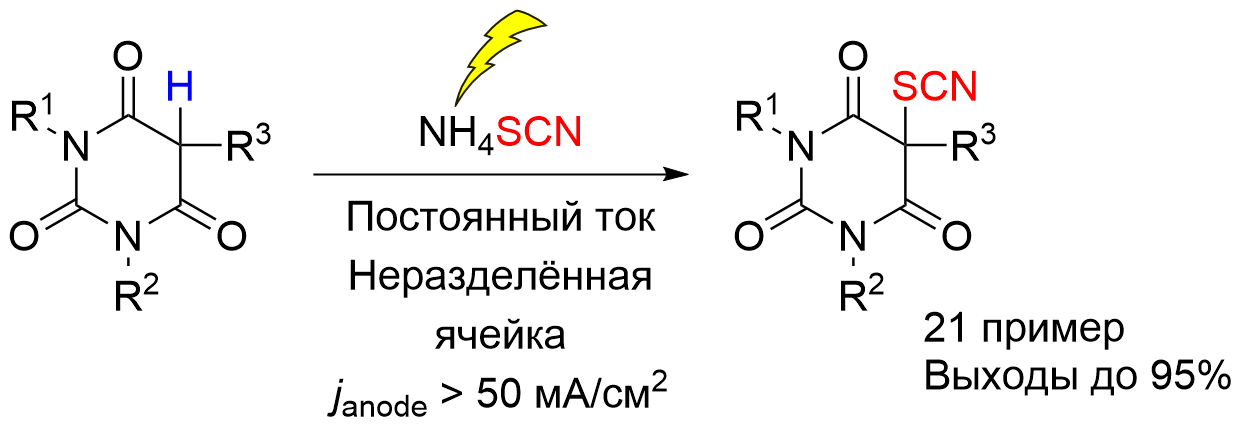 O
H
R¹
N
R³
O
N
O
R²
NH₄SCN
Постоянный ток
Неразделённая
ячейка
janode > 50 мА/см²
O
SCN
R¹
N
R³
O
N
O
R²
21 пример
Выходы до 95%